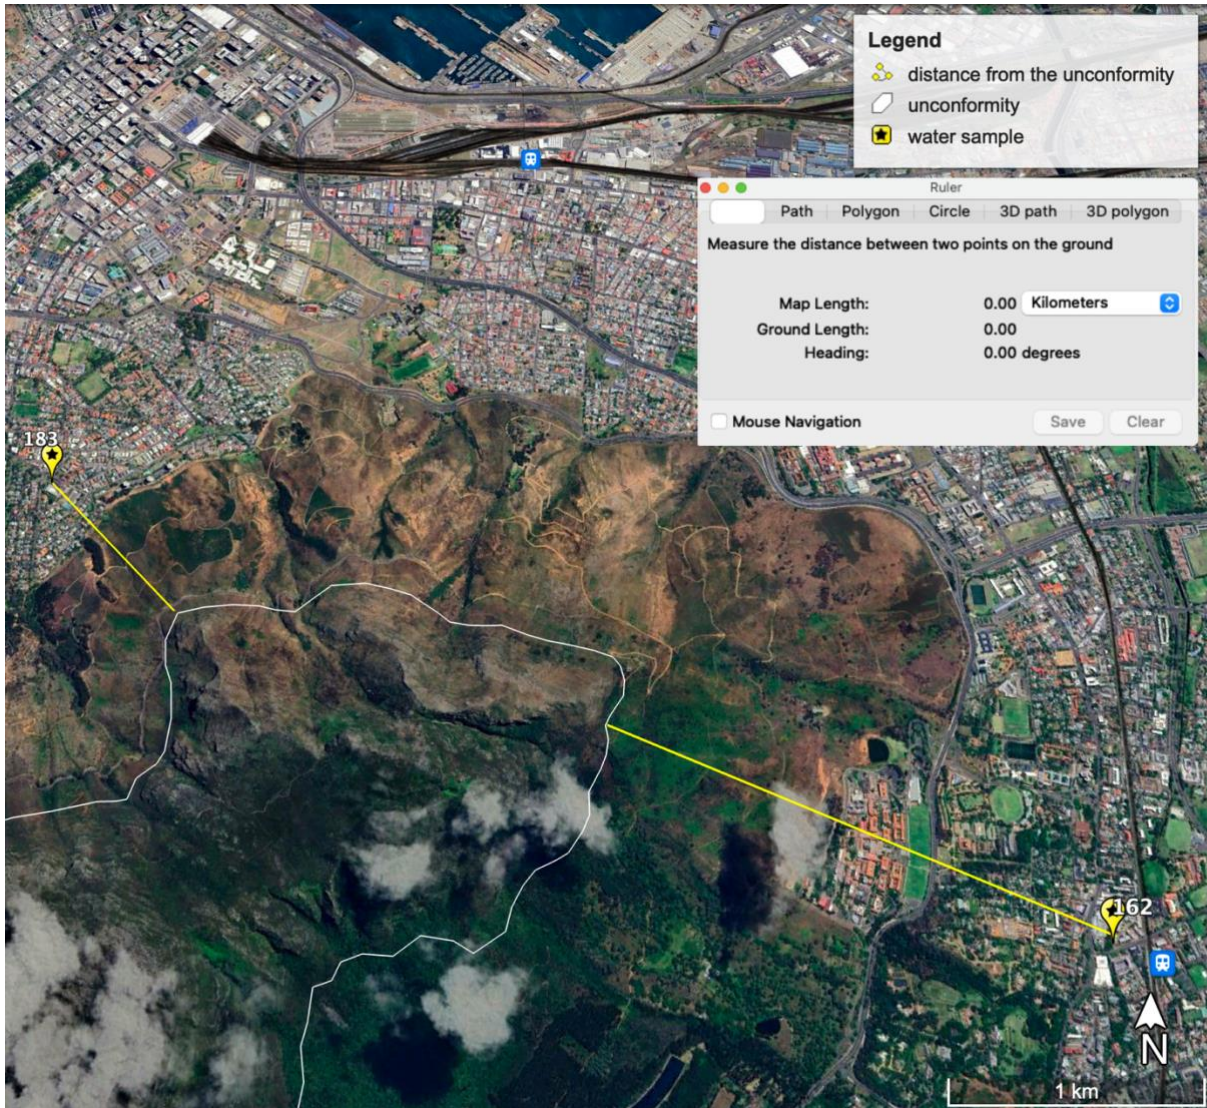 Legend
distance from the unconformity
unconformity
water sample
Ruler
Path Polygon Circle 3D path 3D polygon
Measure the distance between two points on the ground
Map Length: 0.00 Kilometers
Ground Length: 0.00
Heading: 0.00 degrees
Mouse Navigation Save Clear
183
162
N
1 km